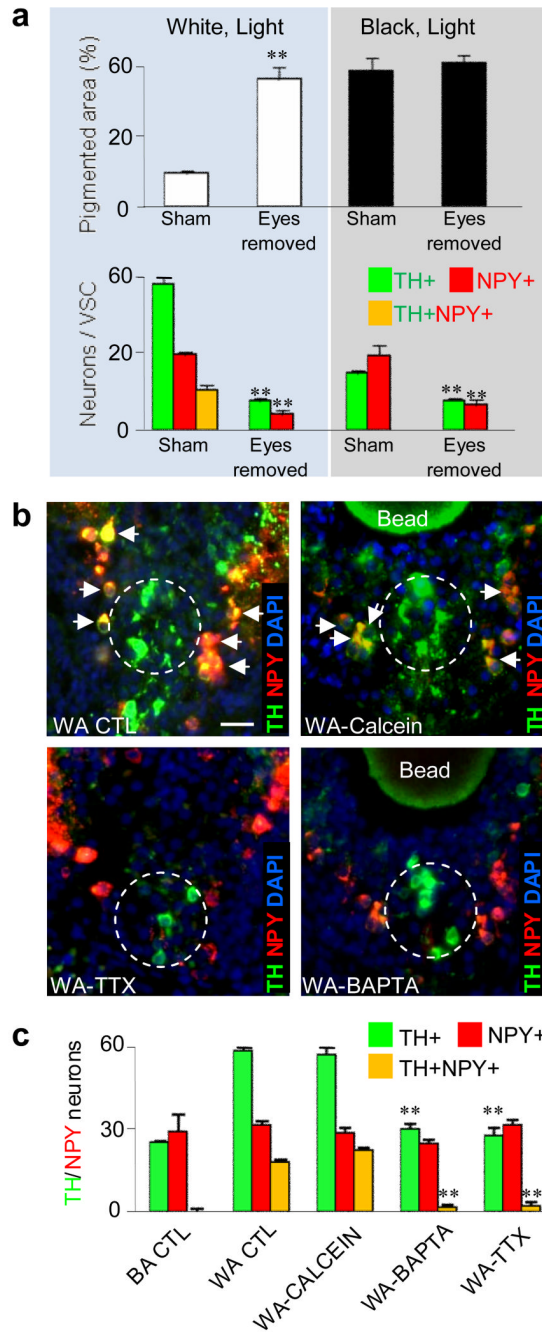 a
White, Light
Black, Light
Pigmented area (%)
60
20
0
**
Sham
Eyes removed
Sham
Eyes removed
Neurons / VSC
60
20
0
TH+
NPY+
TH+NPY+
**
**
**
**
Sham
Eyes removed
Sham
Eyes removed
b
WA CTL
TH NPY DAPI
Bead
WA-Calcein
TH NPY DAPI
WA-TTX
TH NPY DAPI
Bead
WA-BAPTA
TH NPY DAPI
c
TH/NPY neurons
60
30
0
TH+
NPY+
TH+NPY+
**
**
**
**
BA CTL
WA CTL
WA-CALCEIN
WA-BAPTA
WA-TTX